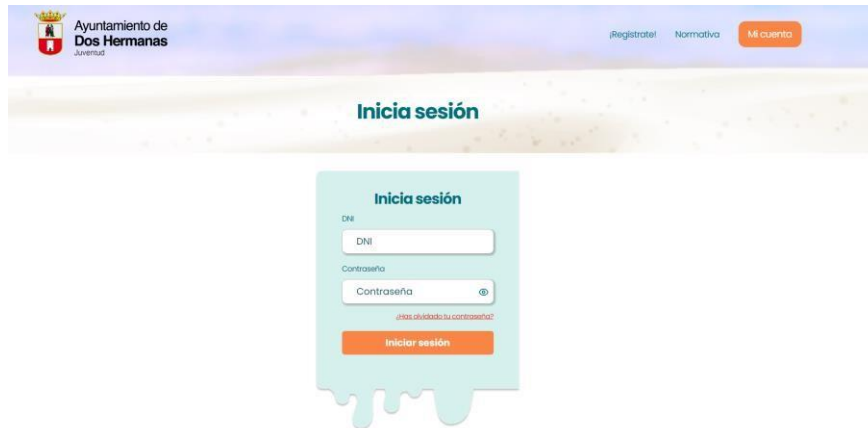 Ayuntamiento de
Dos Hermanas
Juventud
¡Regístrate!
Normativa
Mi cuenta
Inicia sesión
Inicia sesión
DNI
DNI
Contraseña
Contraseña
¿Has olvidado tu contraseña?
Iniciar sesión